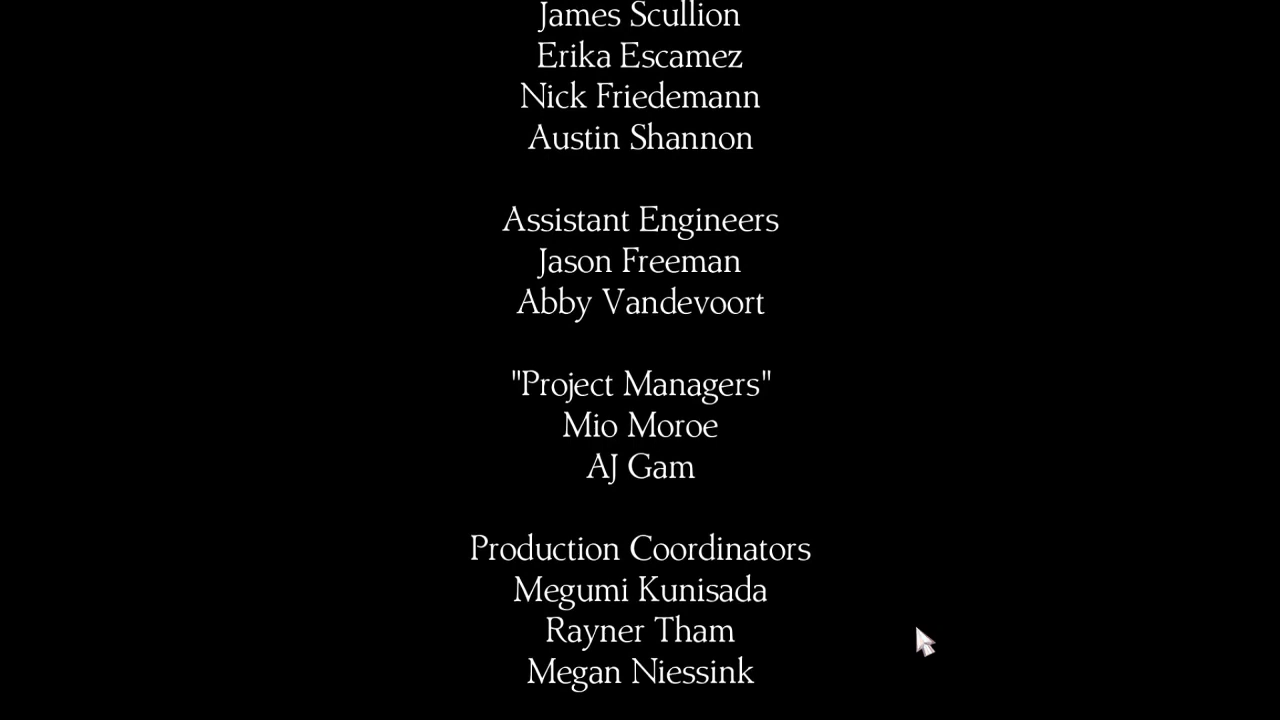 James Scullion
Erika Escamez
Nick Friedemann
Austin Shannon
Assistant Engineers
Jason Freeman
Abby Vandevoort
"Project Managers"
Mio Moroe
AJ Gam
Production Coordinators
Megumi Kunisada
Rayner Tham
Megan Niessink